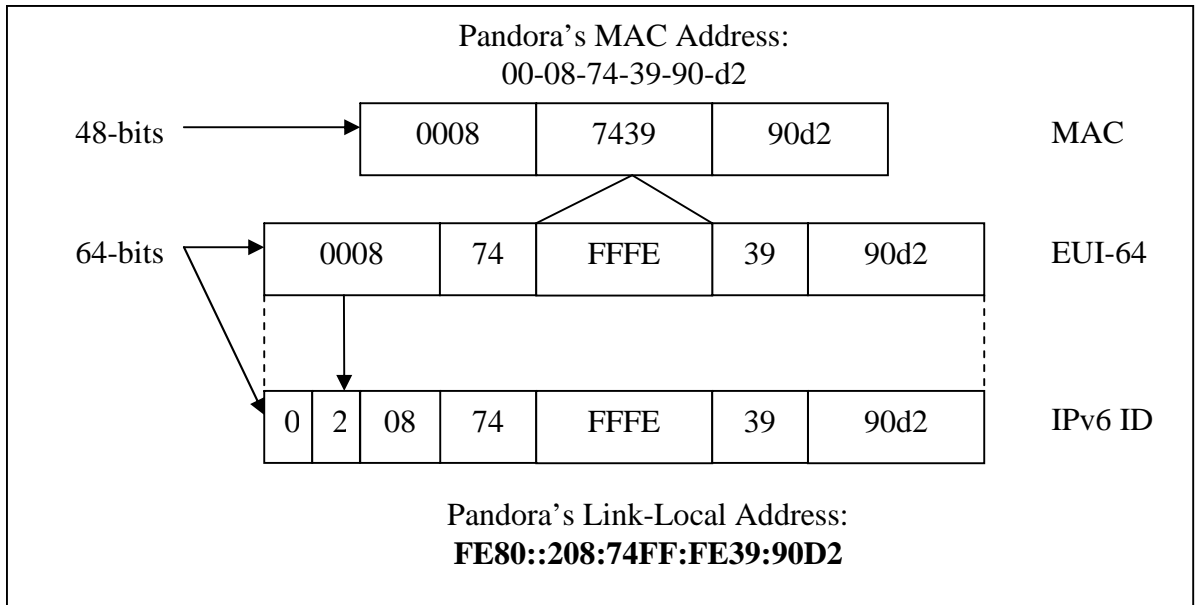 Pandora’s MAC Address:
00-08-74-39-90-d2
48-bits 0008 7439 90d2 MAC
64-bits 0008 74 FFFE 39 90d2 EUI-64
0 2 08 74 FFFE 39 90d2 IPv6 ID
Pandora’s Link-Local Address:
FE80::208:74FF:FE39:90D2